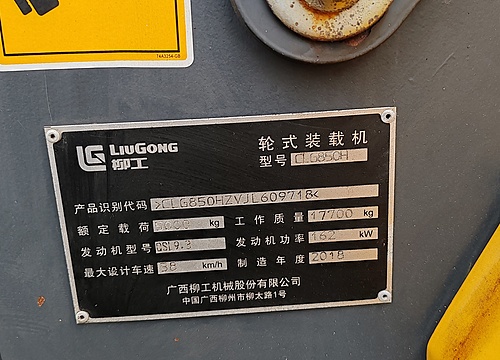 74A3254-GB
LIUGONG
柳工
轮式装载机
型号 CLG850H
产品识别代码 >CLG850HZVJL609718<
额定载荷 kg 工作质量 17700 kg
发动机型号 QSL9.3 发动机功率 162 kW
最大设计车速 38 km/h 制造年度 2018
广西柳工机械股份有限公司
中国广西柳州市柳太路1号